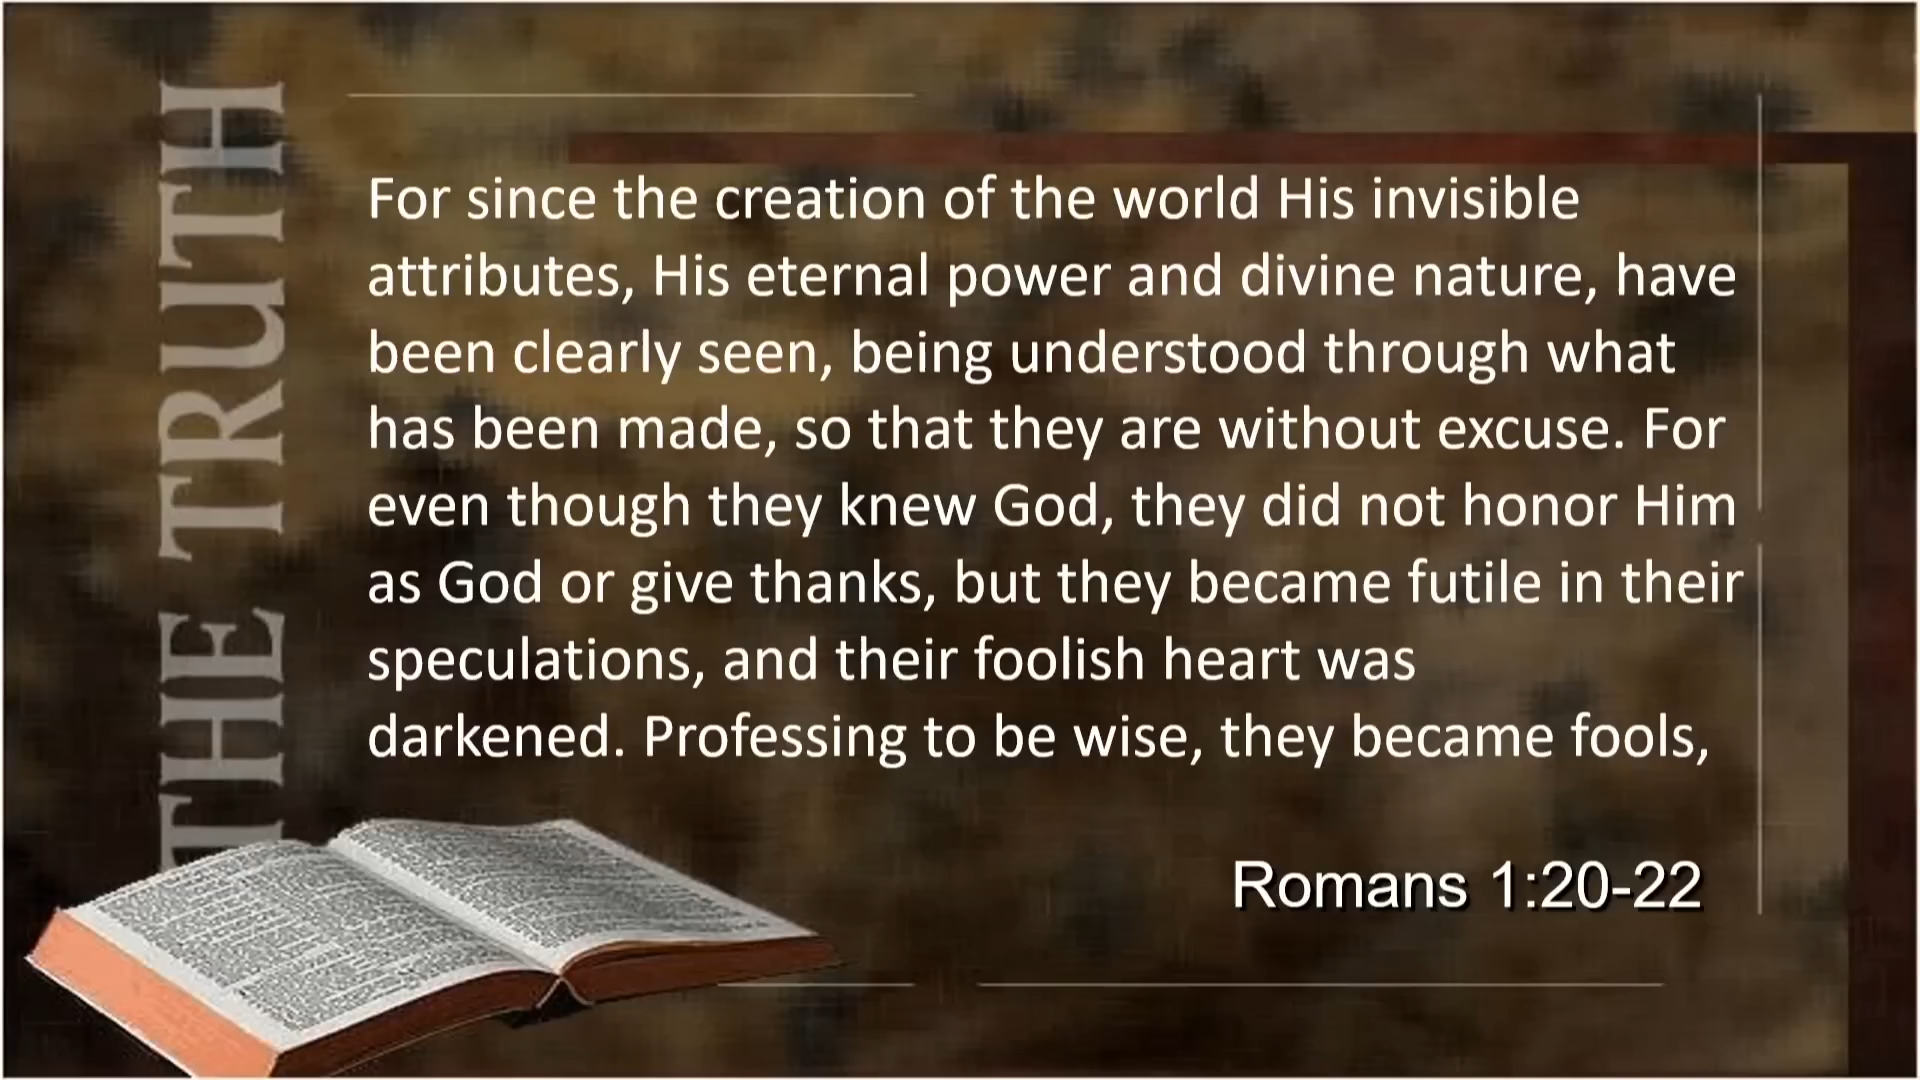 THE TRUTH
For since the creation of the world His invisible
attributes, His eternal power and divine nature, have
been clearly seen, being understood through what
has been made, so that they are without excuse. For
even though they knew God, they did not honor Him
as God or give thanks, but they became futile in their
speculations, and their foolish heart was
darkened. Professing to be wise, they became fools,
Romans 1:20-22